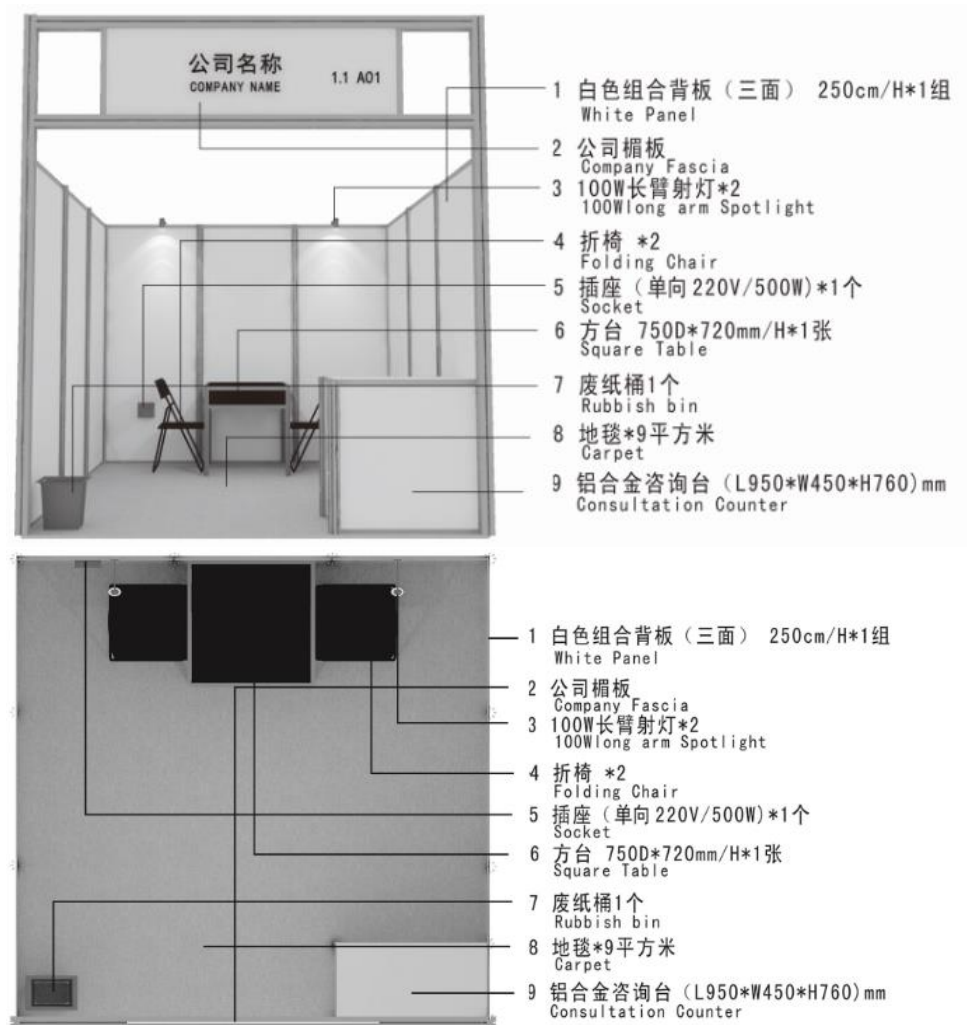 公司名称
COMPANY NAME
1.1 A01
1 白色组合背板（三面） 250cm/H*1组
White Panel
2 公司楣板
Company Fascia
3 100W长臂射灯*2
100Wlong arm Spotlight
4 折椅 *2
Folding Chair
5 插座（单向220V/500W)*1个
Socket
6 方台 750D*720mm/H*1张
Square Table
7 废纸桶1个
Rubbish bin
8 地毯*9平方米
Carpet
9 铝合金咨询台（L950*W450*H760)mm
Consultation Counter
1 白色组合背板（三面） 250cm/H*1组
White Panel
2 公司楣板
Company Fascia
3 100W长臂射灯*2
100Wlong arm Spotlight
4 折椅 *2
Folding Chair
5 插座（单向220V/500W)*1个
Socket
6 方台 750D*720mm/H*1张
Square Table
7 废纸桶1个
Rubbish bin
8 地毯*9平方米
Carpet
9 铝合金咨询台（L950*W450*H760)mm
Consultation Counter